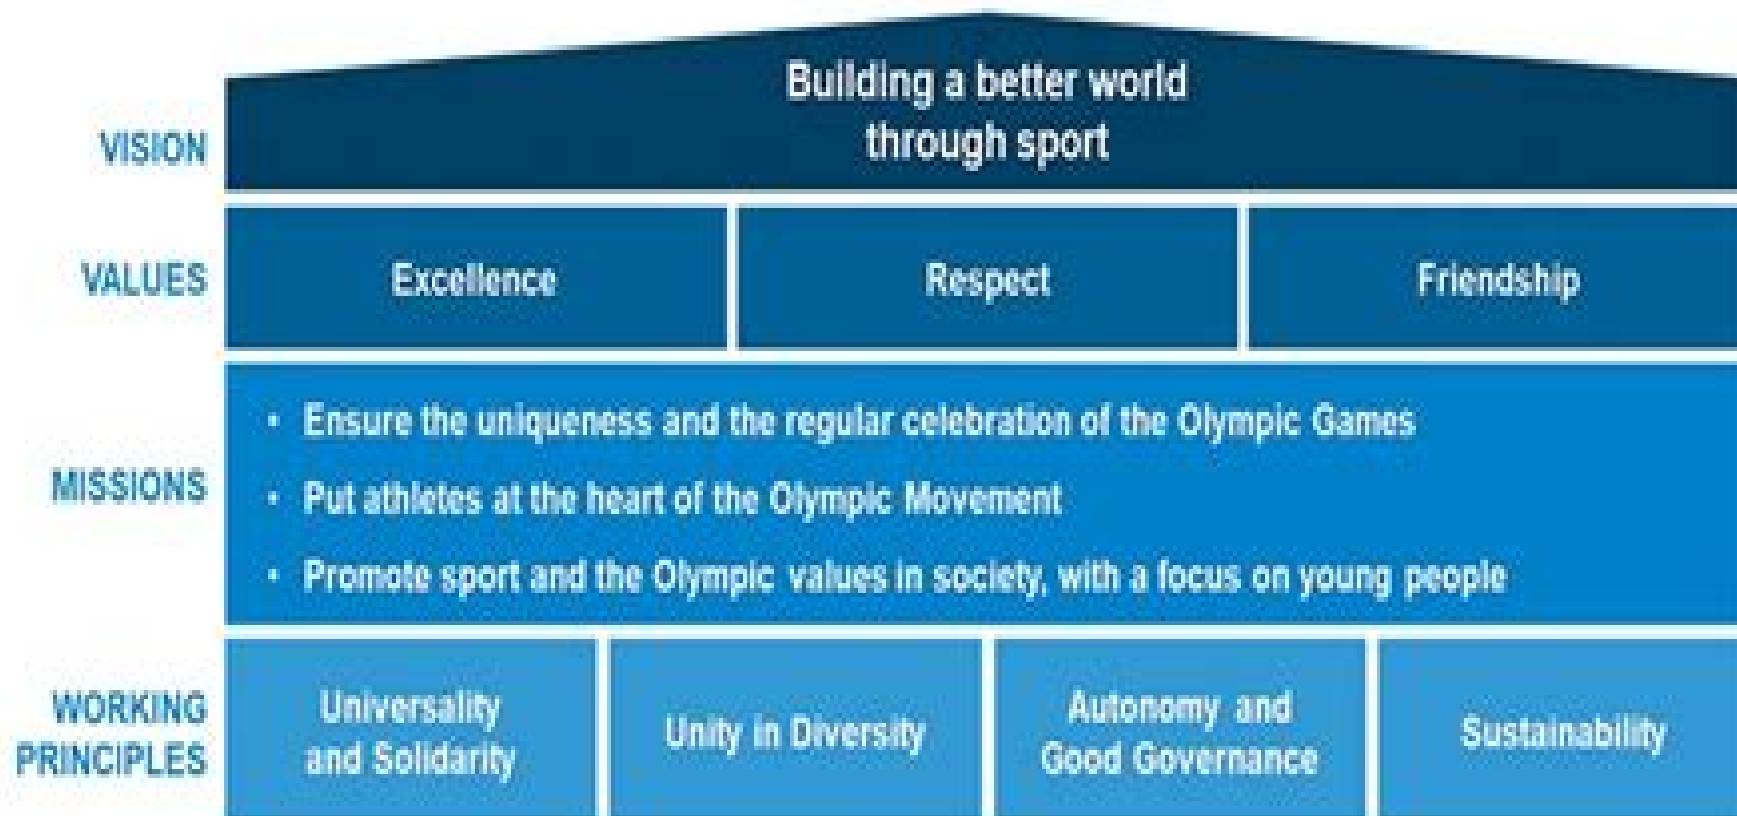 Building a better world
through sport
VISION
VALUES
Excellence
Respect
Friendship
MISSIONS
• Ensure the uniqueness and the regular celebration of the Olympic Games
• Put athletes at the heart of the Olympic Movement
• Promote sport and the Olympic values in society, with a focus on young people
WORKING
PRINCIPLES
Universality
and Solidarity
Unity in Diversity
Autonomy and
Good Governance
Sustainability